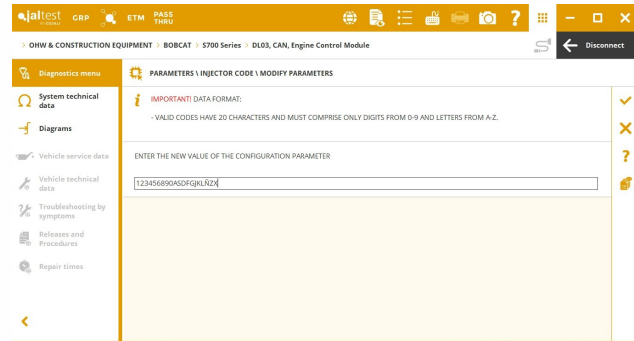 jaltest GRP ETM PASS THRU ?
> OHW & CONSTRUCTION EQUIPMENT > BOBCAT > S700 Series > DL03, CAN, Engine Control Module
Disconnect
Diagnostics menu
PARAMETERS \ INJECTOR CODE \ MODIFY PARAMETERS
System technical data
Diagrams
Vehicle service data
Vehicle technical data
Troubleshooting by symptoms
Releases and Procedures
Repair times
IMPORTANT! DATA FORMAT:
- VALID CODES HAVE 20 CHARACTERS AND MUST COMPRISE ONLY DIGITS FROM 0-9 AND LETTERS FROM A-Z.
ENTER THE NEW VALUE OF THE CONFIGURATION PARAMETER
123456890ASDFGJKLÑZX
?